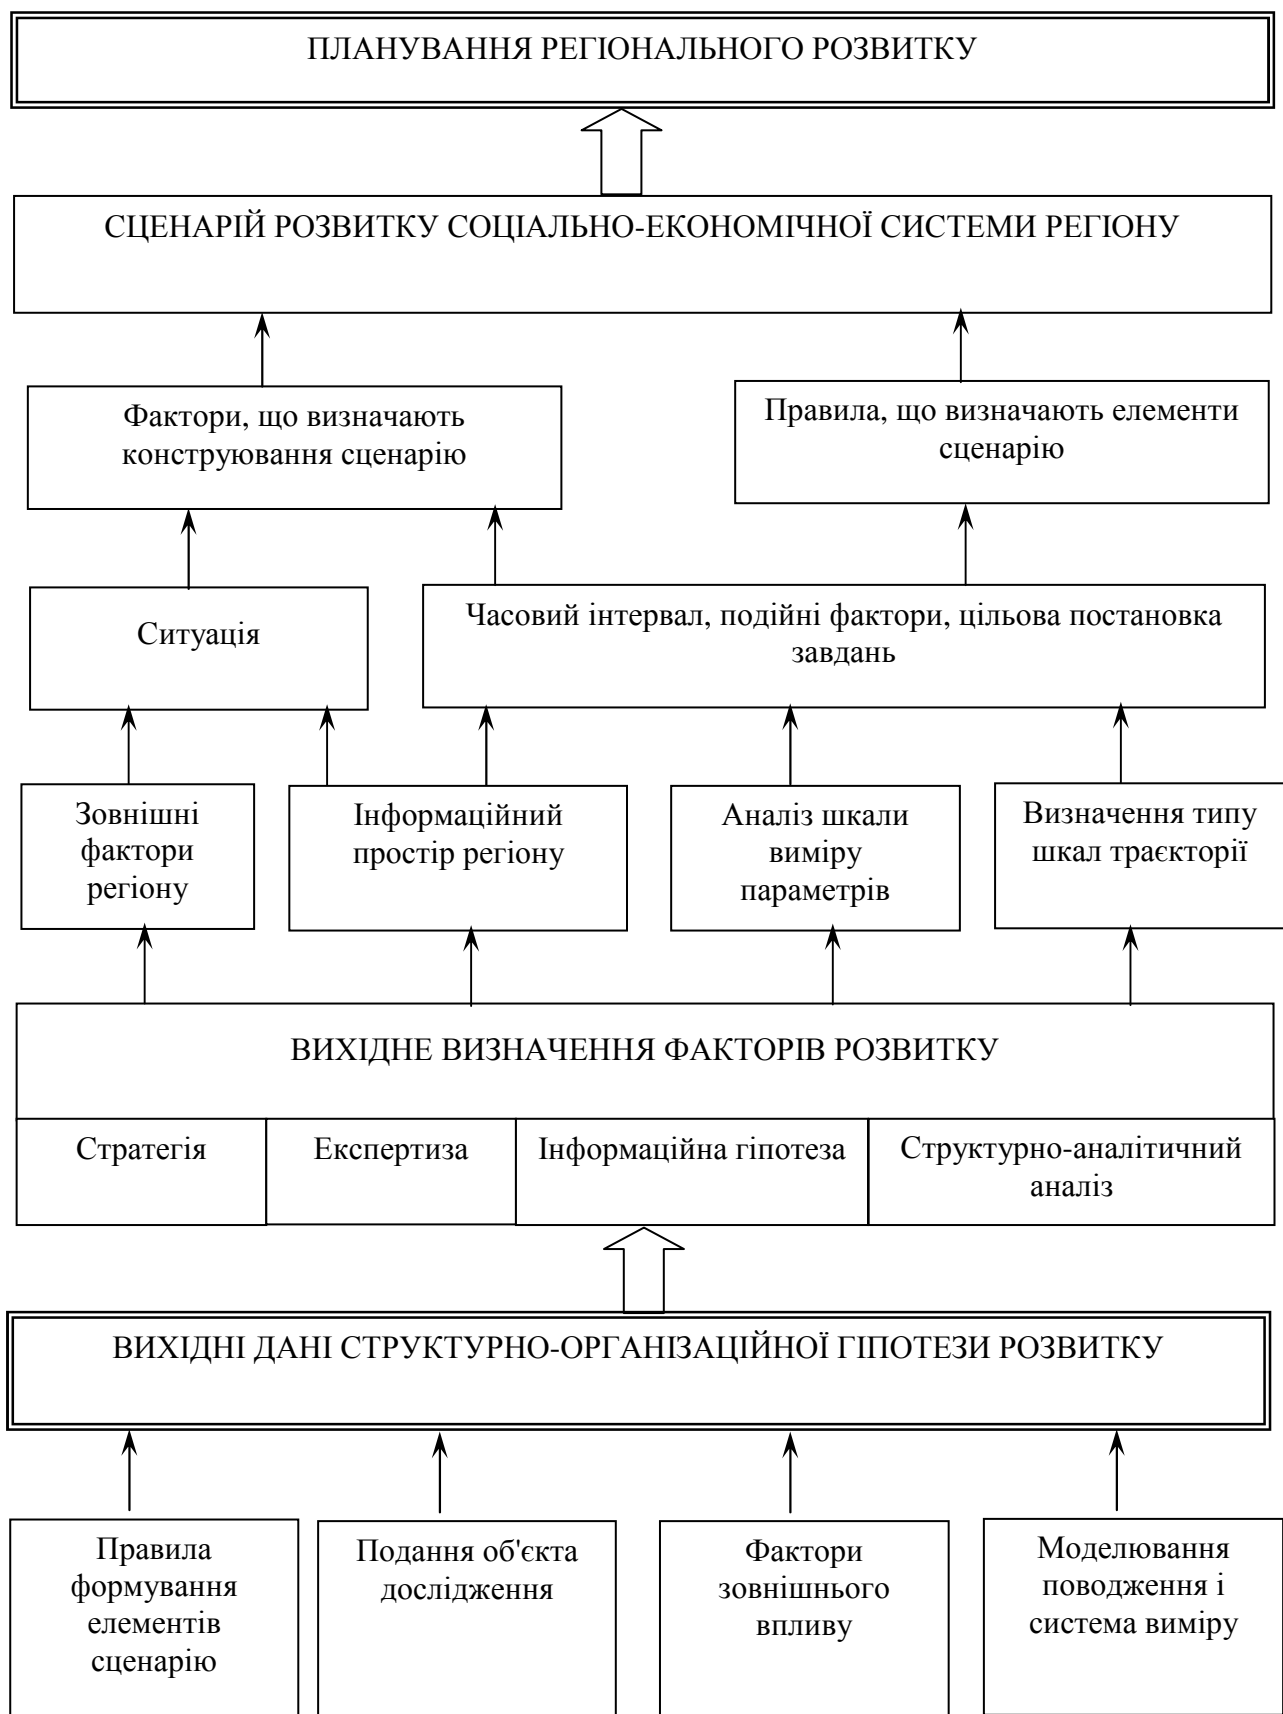 ПЛАНУВАННЯ РЕГІОНАЛЬНОГО РОЗВИТКУ
СЦЕНАРІЙ РОЗВИТКУ СОЦІАЛЬНО-ЕКОНОМІЧНОЇ СИСТЕМИ РЕГІОНУ
Фактори, що визначають
конструювання сценарію
Правила, що визначають елементи
сценарію
Ситуація
Часовий інтервал, подійні фактори, цільова постановка
завдань
Зовнішні
фактори
регіону
Інформаційний
простір регіону
Аналіз шкали
виміру
параметрів
Визначення типу
шкал траєкторії
ВИХІДНЕ ВИЗНАЧЕННЯ ФАКТОРІВ РОЗВИТКУ
Стратегія
Експертиза
Інформаційна гіпотеза
Структурно-аналітичний
аналіз
ВИХІДНІ ДАНІ СТРУКТУРНО-ОРГАНІЗАЦІЙНОЇ ГІПОТЕЗИ РОЗВИТКУ
Правила
формування
елементів
сценарію
Подання об'єкта
дослідження
Фактори
зовнішнього
впливу
Моделювання
поводження і
система виміру